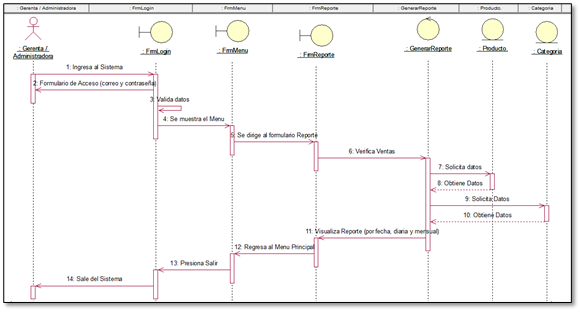 : Gerenta / Administradora
: FrmLogin
: FrmMenu
: FrmReporte
: GenerarReporte
: Producto.
: Categoria
: Gerenta /
Administradora
: FrmLogin
: FrmMenu
: FrmReporte
: GenerarReporte
: Producto.
: Categoria
1: Ingresa al Sistema
2: Formulario de Acceso (correo y contraseña)
3: Valida datos
4: Se muestra el Menu
5: Se dirige al formulario Reporte
6: Verifica Ventas
7: Solicita datos
8: Obtiene Datos
9: Solicita Datos
10: Obtiene Datos
11: Visualiza Reporte (por fecha, diaria y mensual)
12: Regresa al Menu Principal
13: Presiona Salir
14: Sale del Sistema